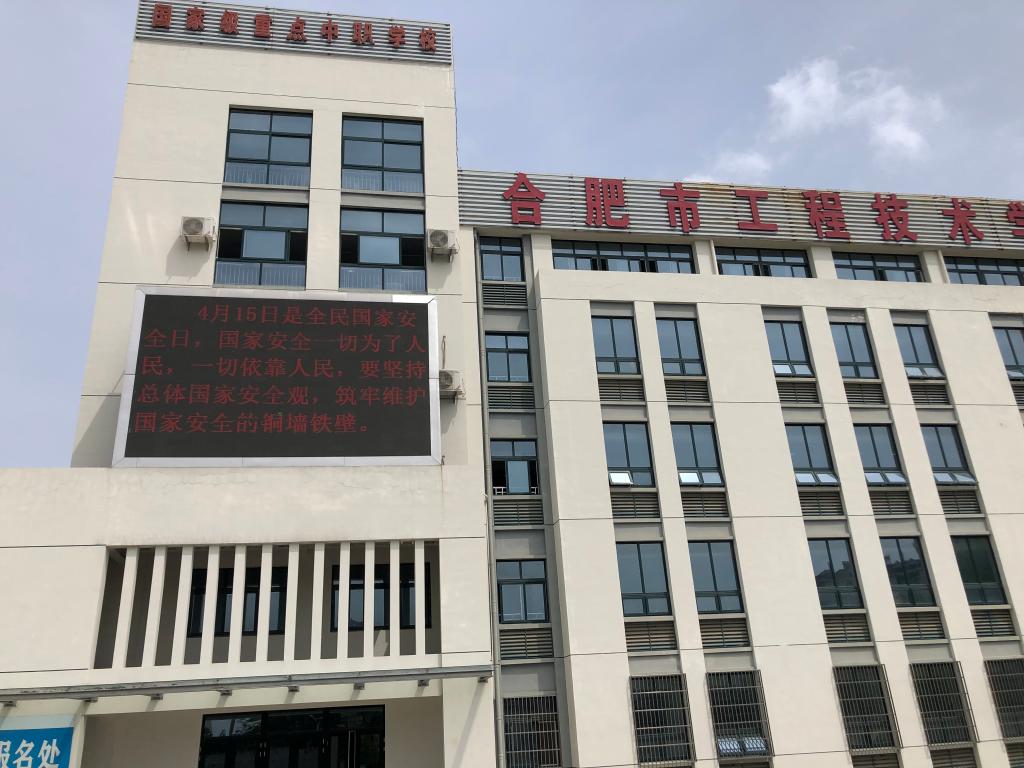 国家级重点中职学校
合肥市工程技术学
4月15日是全民国家安
全日，国家安全一切为了人
民，一切依靠人民，要坚持
总体国家安全观，筑牢维护
国家安全的铜墙铁壁。
报名处